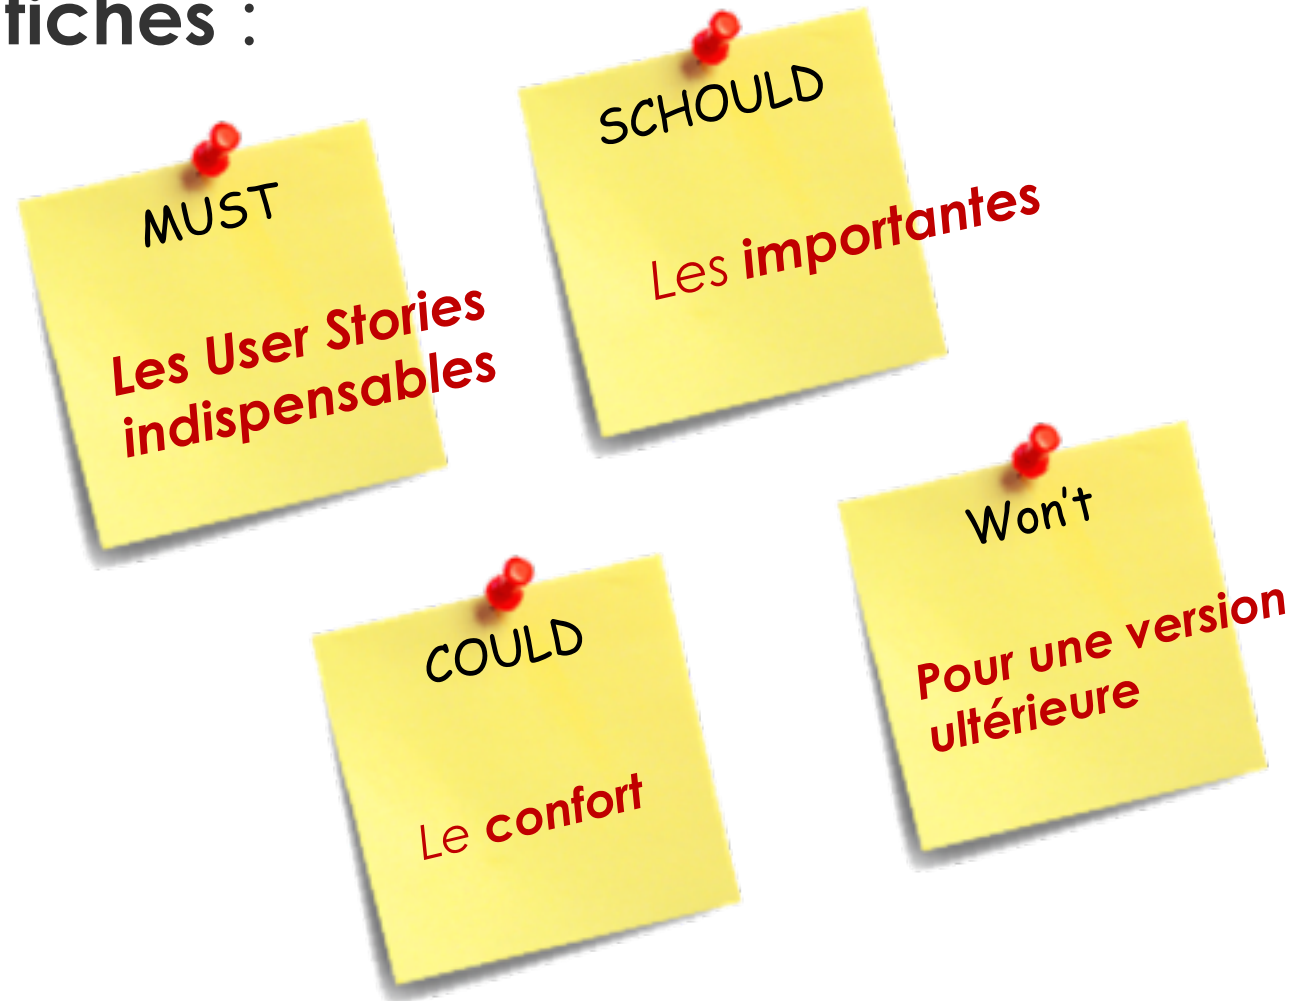 fiches :
MUST
Les User Stories
indispensables
SCHOULD
Les importantes
COULD
Le confort
Won't
Pour une version
ultérieure